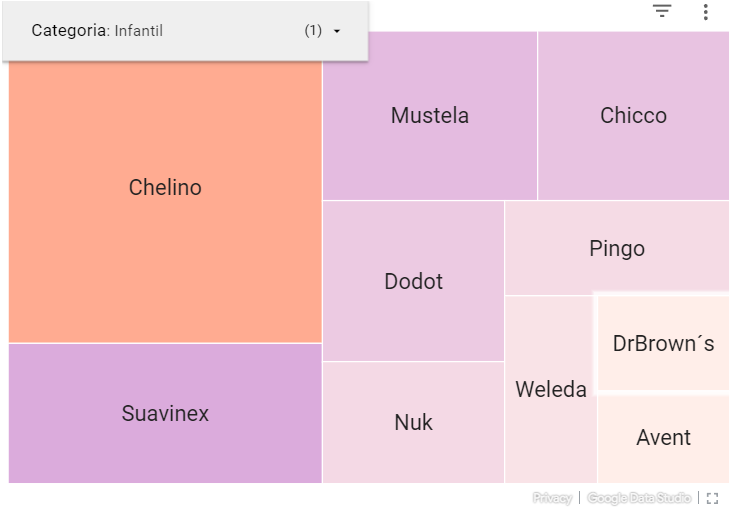 Categoria: Infantil (1)
Mustela
Chicco
Chelino
Dodot
Pingo
DrBrown´s
Weleda
Suavinex
Nuk
Avent
Privacy
Google Data Studio